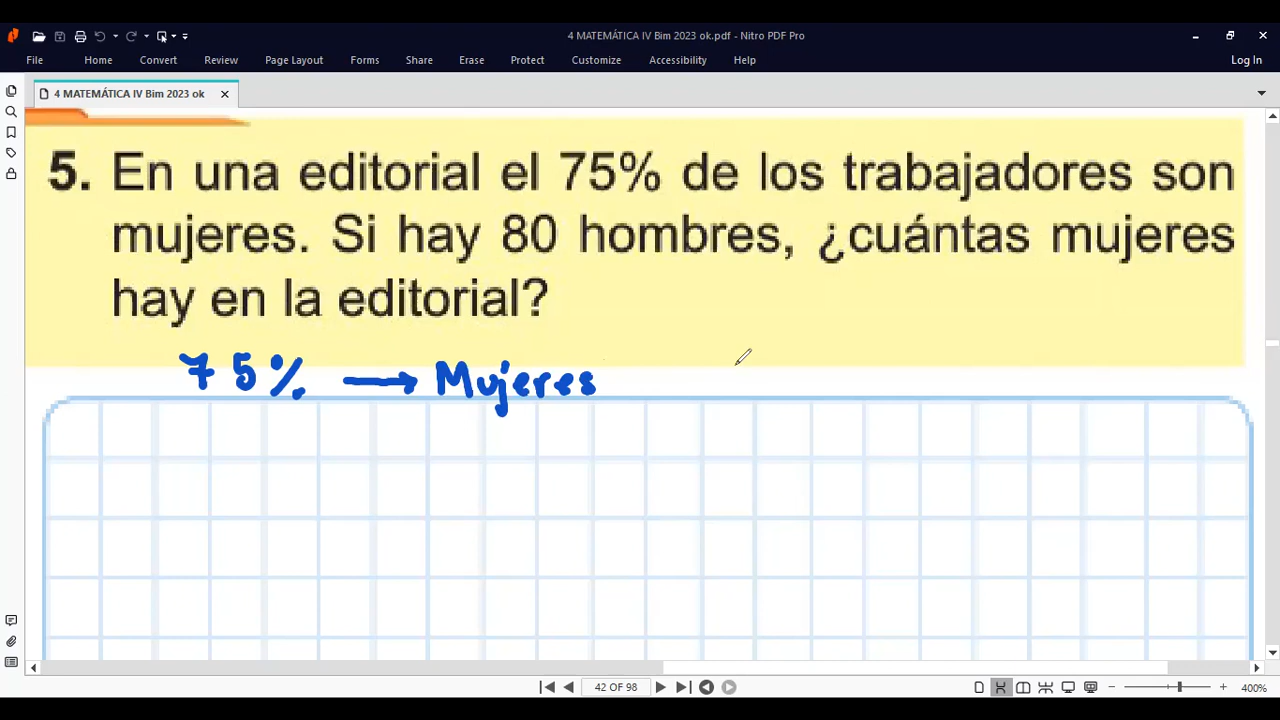 4 MATEMÁTICA IV Bim 2023 ok.pdf - Nitro PDF Pro
File Home Convert Review Page Layout Forms Share Erase Protect Customize Accessibility Help Log In
4 MATEMÁTICA IV Bim 2023 ok
5. En una editorial el 75% de los trabajadores son
mujeres. Si hay 80 hombres, ¿cuántas mujeres
hay en la editorial?
75% → Mujeres
42 OF 98
400%